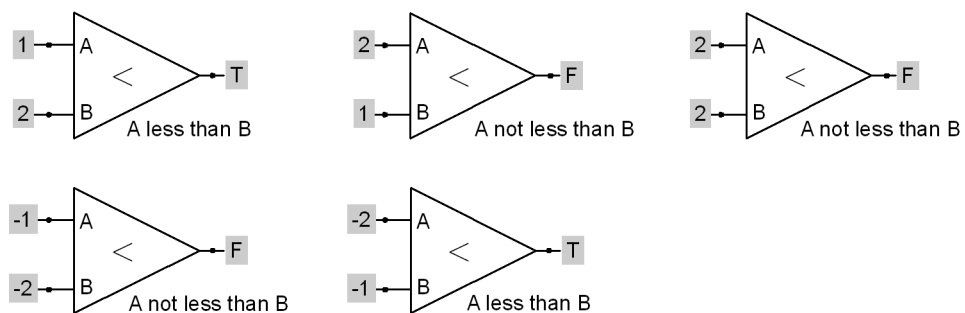 1 A < T
2 B
A less than B
2 A < F
1 B
A not less than B
2 A < F
2 B
A not less than B
-1 A < F
-2 B
A not less than B
-2 A < T
-1 B
A less than B